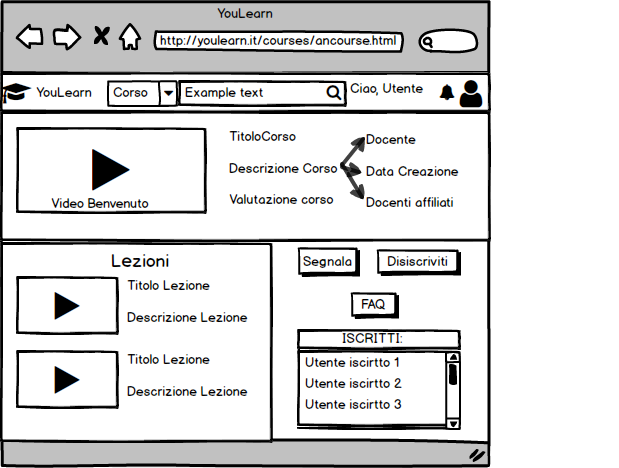 YouLearn
http://youlearn.it/courses/ancourse.html
YouLearn Corso Example text Ciao, Utente
TitoloCorso
Docente
Descrizione Corso
Data Creazione
Valutazione corso
Docenti affiliati
Video Benvenuto
Lezioni
Titolo Lezione
Descrizione Lezione
Titolo Lezione
Descrizione Lezione
Segnala
Disiscriviti
FAQ
ISCRITTI:
Utente iscirtto 1
Utente iscirtto 2
Utente iscirtto 3